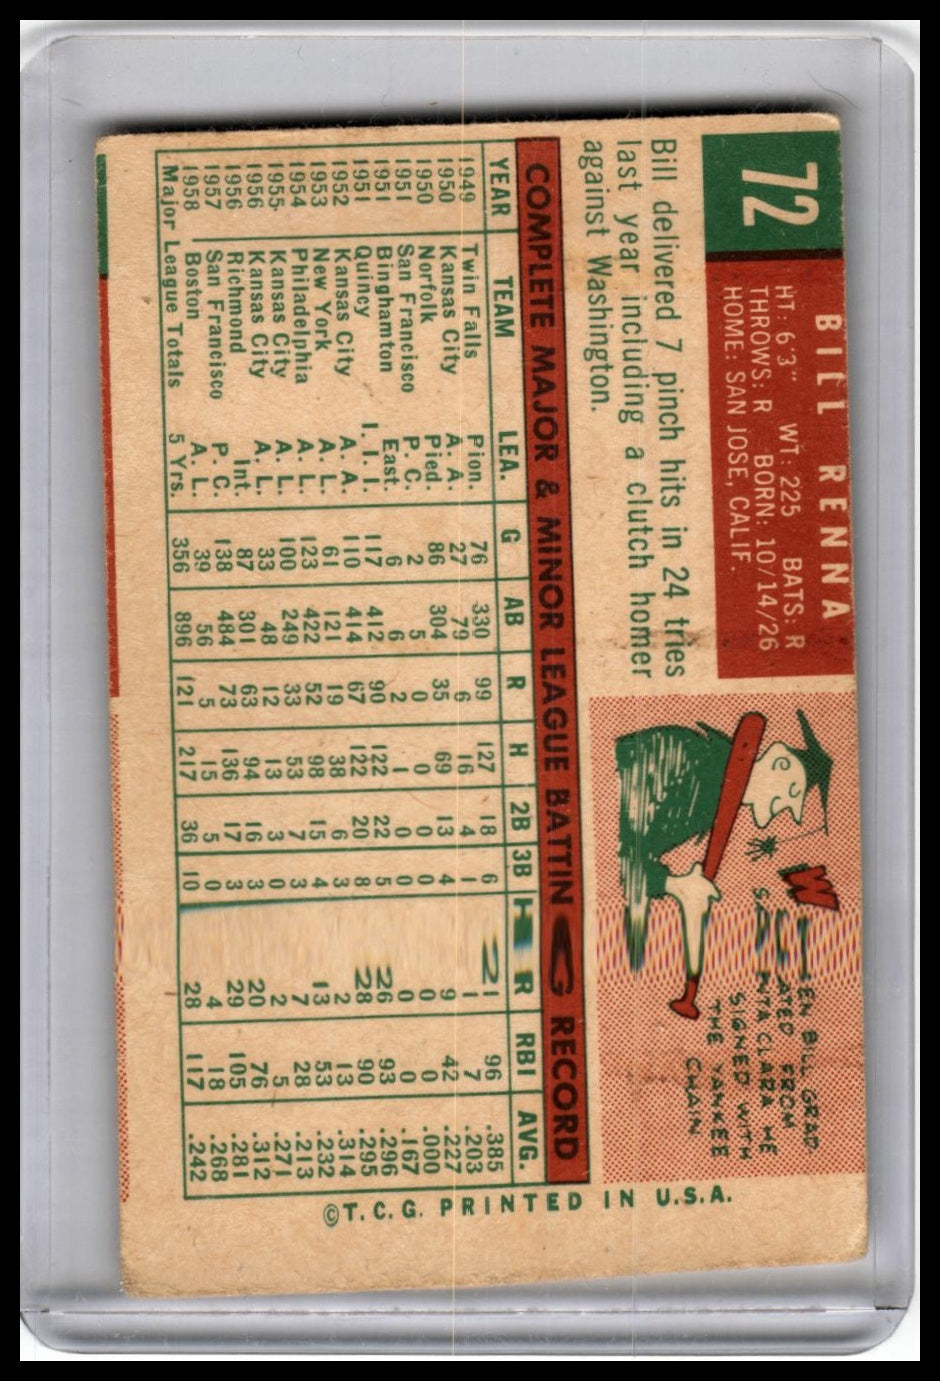 72
BILL RENNA
HT: 6'3" WT: 225 BATS: R
THROWS: R BORN: 10/14/26
HOME: SAN JOSE, CALIF.
Bill delivered 7 pinch hits in 24 tries
last year including a clutch homer
against Washington.
W EN BILL GRAD-
ATED FROM
SANTA CLARA HE
SIGNED WITH
THE YANKEE
CHAIN
COMPLETE MAJOR & MINOR LEAGUE BATTING RECORD
YEAR TEAM LEA. G AB R H 2B 3B HR RBI AVG.
1949 Twin Falls Pion. 76 330 99 127 18 6 21 96 .385
1950 Kansas City A. A. 27 79 6 16 4 1 1 7 .203
1950 Norfolk Pied. 86 304 35 69 13 4 9 42 .227
1951 San Francisco P. C. 2 5 0 0 0 0 0 0 .000
1951 Binghamton East. 6 6 2 1 0 0 0 0 .167
1951 Quincy I. I. I. 117 412 90 122 22 5 26 93 .296
1952 Kansas City A. A. 110 414 67 122 20 8 28 90 .295
1953 New York A. L. 61 121 19 38 6 3 2 13 .314
1954 Philadelphia A. L. 123 422 52 98 15 4 13 53 .232
1955 Kansas City A. L. 100 249 33 53 7 3 7 28 .213
1956 Kansas City A. L. 33 48 12 13 3 0 2 5 .271
1956 Richmond Int. 87 301 63 94 16 3 20 76 .312
1957 San Francisco P. C. 138 484 73 136 17 3 29 105 .281
1958 Boston A. L. 39 56 5 15 5 0 4 18 .268
Major League Totals 5 Yrs. 356 896 121 217 36 10 28 117 .242
©T. C. G. PRINTED IN U.S.A.